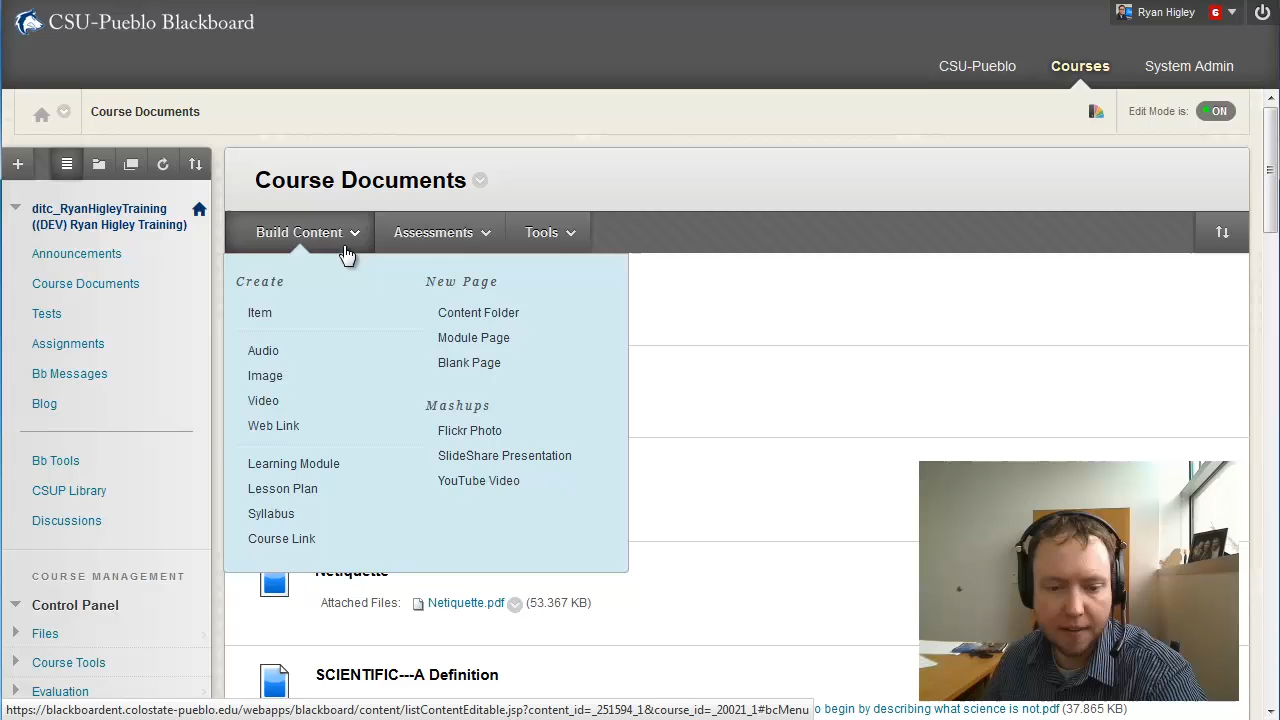 CSU-Pueblo Blackboard
Ryan Higley 6
CSU-Pueblo Courses System Admin
Course Documents
Edit Mode is: ON
ditc_RyanHigleyTraining
((DEV) Ryan Higley Training)
Announcements
Course Documents
Tests
Assignments
Bb Messages
Blog
Bb Tools
CSUP Library
Discussions
COURSE MANAGEMENT
Control Panel
Files
Course Tools
Evaluation
Course Documents
Build Content Assessments Tools
Create
Item
Audio
Image
Video
Web Link
Learning Module
Lesson Plan
Syllabus
Course Link
New Page
Content Folder
Module Page
Blank Page
Mashups
Flickr Photo
SlideShare Presentation
YouTube Video
Netiquette
Attached Files: Netiquette.pdf (53.367 KB)
SCIENTIFIC---A Definition
to begin by describing what science is not.pdf (37.865 KB)
https://blackboardent.colostate-pueblo.edu/webapps/blackboard/content/listContentEditable.jsp?content_id=_251594_1&course_id=_20021_1#bcMenu